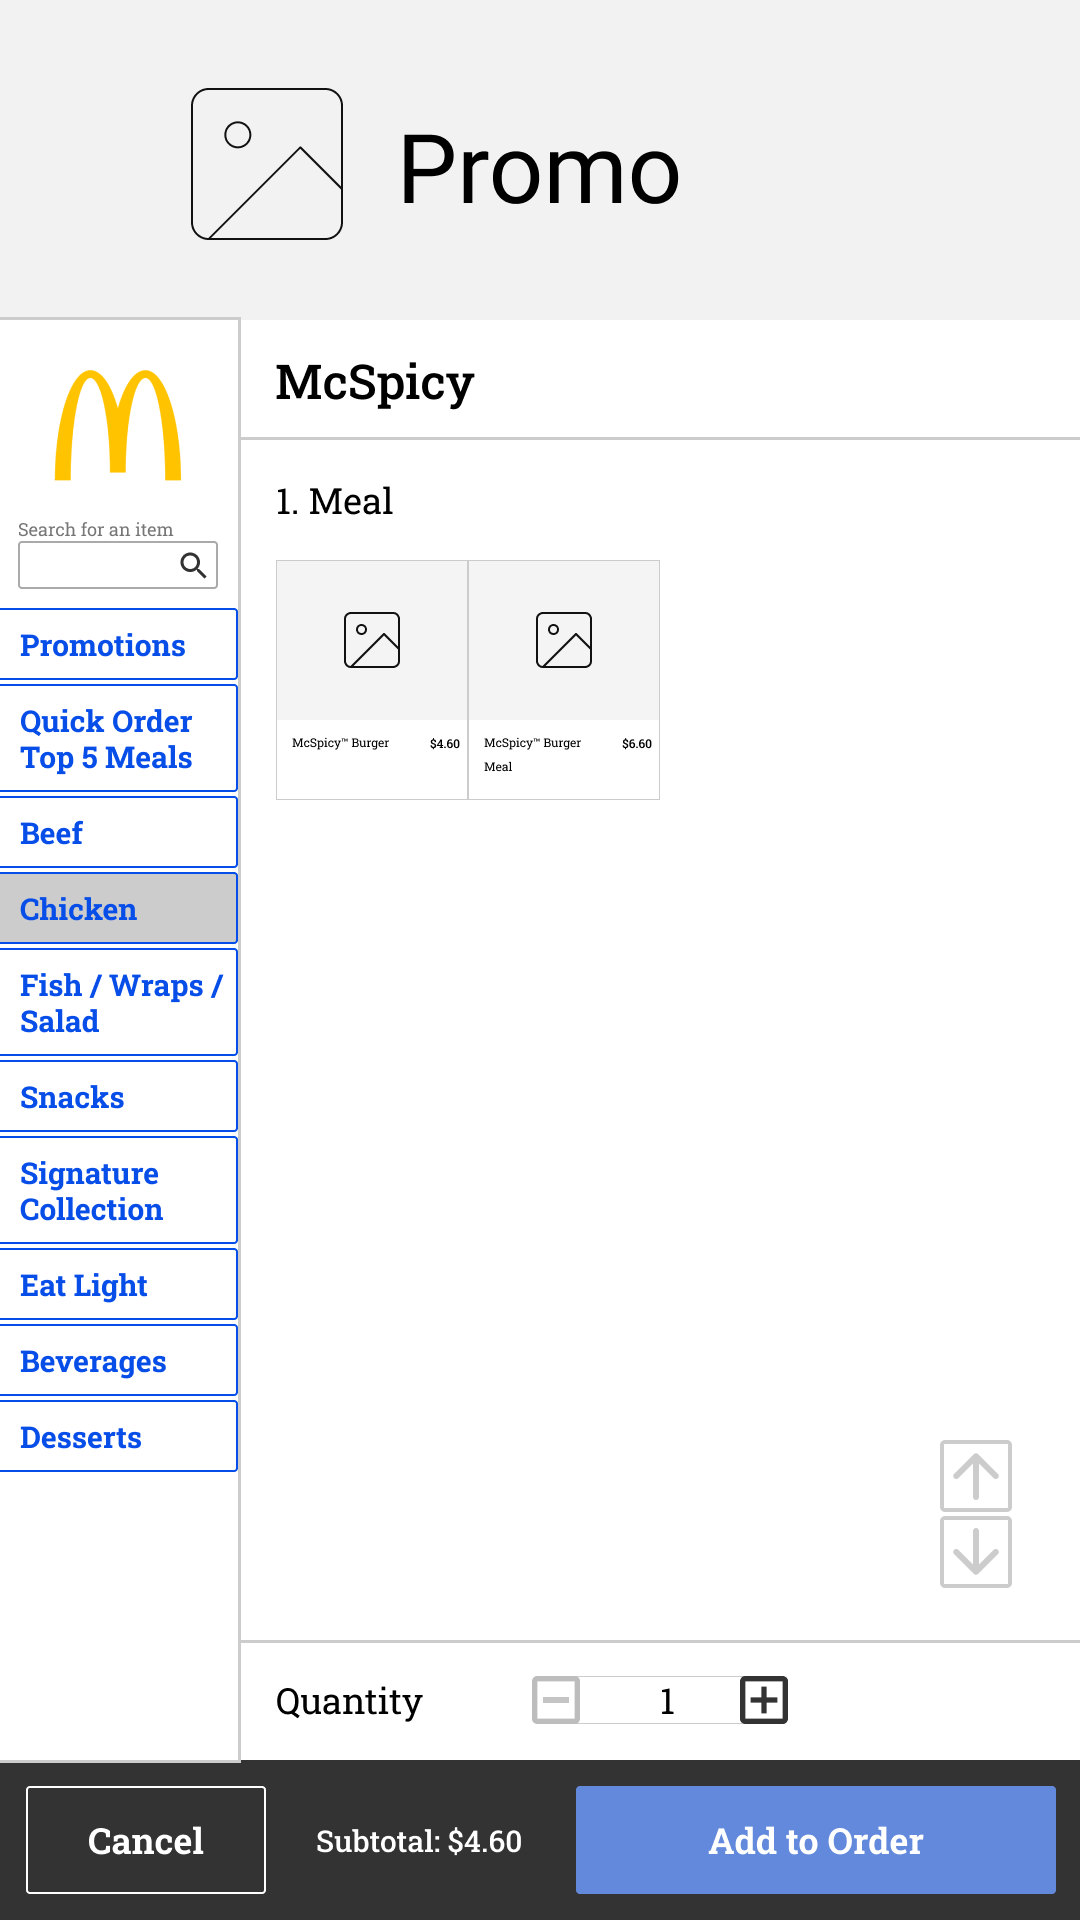 Promo
McSpicy
Search for an item
Promotions
Quick Order
Top 5 Meals
Beef
Chicken
Fish / Wraps /
Salad
Snacks
Signature
Collection
Eat Light
Beverages
Desserts
1. Meal
McSpicy™ Burger $4.60
McSpicy™ Burger $6.60
Meal
Quantity 1
Cancel Subtotal: $4.60 Add to Order